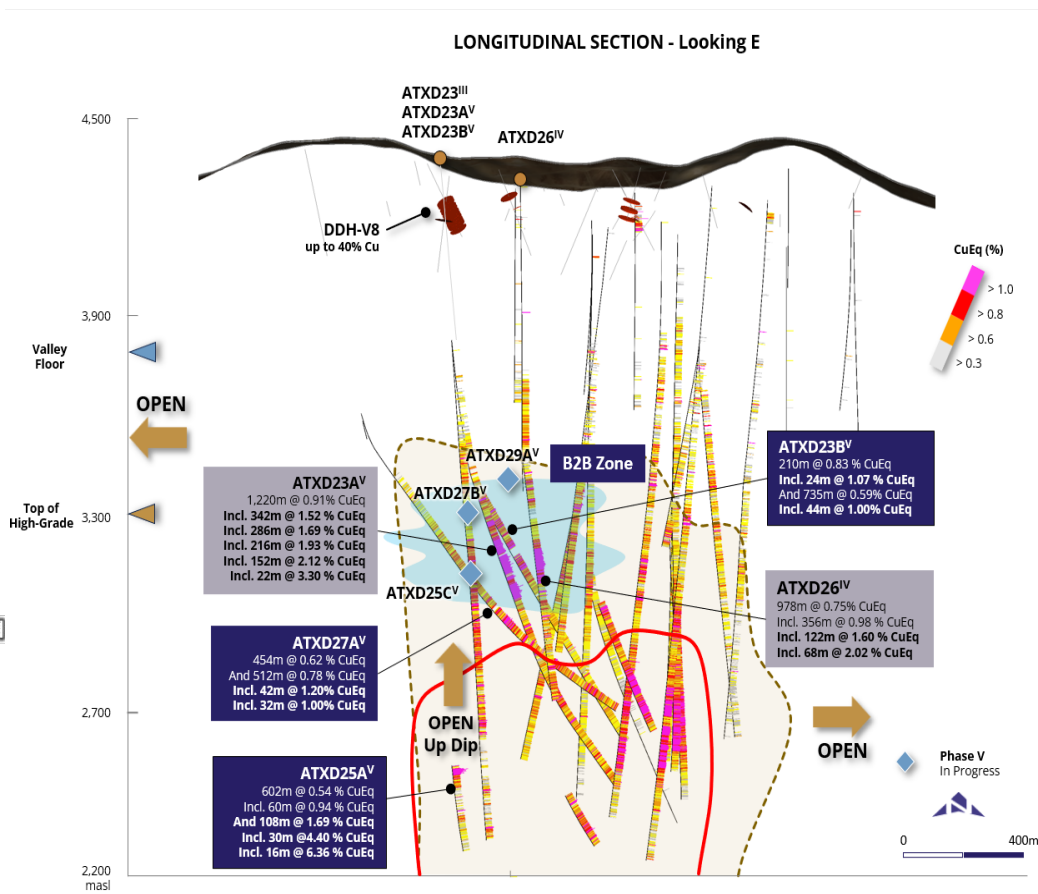 LONGITUDINAL SECTION - Looking E
ATXD23ᴵᴵᴵ
ATXD23Aⱽ
ATXD23Bⱽ
ATXD26ᴵⱽ
4,500
DDH-V8
up to 40% Cu
CuEq (%)
> 1.0
> 0.8
> 0.6
> 0.3
3,900
Valley
Floor
OPEN
Top of
High-Grade
3,300
ATXD29Aⱽ
B2B Zone
ATXD27Bⱽ
ATXD25Cⱽ
ATXD23Aⱽ
1,220m @ 0.91% CuEq
Incl. 342m @ 1.52 % CuEq
Incl. 286m @ 1.69 % CuEq
Incl. 216m @ 1.93 % CuEq
Incl. 152m @ 2.12 % CuEq
Incl. 22m @ 3.30 % CuEq
ATXD23Bⱽ
210m @ 0.83 % CuEq
Incl. 24m @ 1.07 % CuEq
And 735m @ 0.59% CuEq
Incl. 44m @ 1.00% CuEq
ATXD26ᴵⱽ
978m @ 0.75% CuEq
Incl. 356m @ 0.98 % CuEq
Incl. 122m @ 1.60 % CuEq
Incl. 68m @ 2.02 % CuEq
ATXD27Aⱽ
454m @ 0.62 % CuEq
And 512m @ 0.78 % CuEq
Incl. 42m @ 1.20% CuEq
Incl. 32m @ 1.00% CuEq
2,700
OPEN
Up Dip
OPEN
ATXD25Aⱽ
602m @ 0.54 % CuEq
Incl. 60m @ 0.94 % CuEq
And 108m @ 1.69 % CuEq
Incl. 30m @4.40 % CuEq
Incl. 16m @ 6.36 % CuEq
Phase V
In Progress
0
400m
2,200
masl